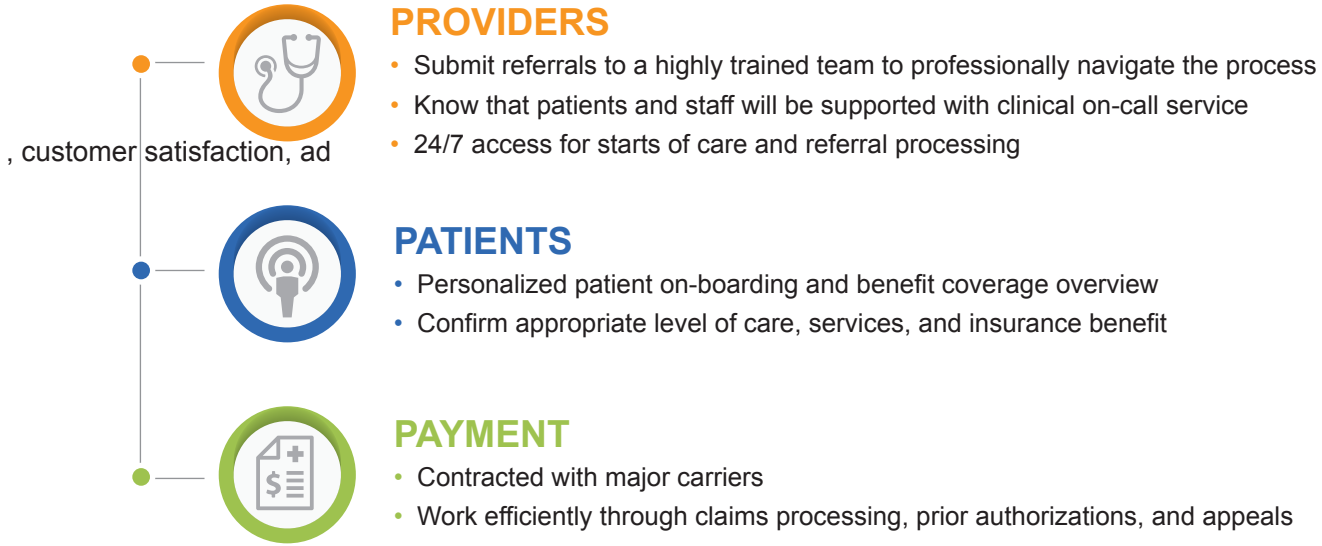 PROVIDERS
• Submit referrals to a highly trained team to professionally navigate the process
• Know that patients and staff will be supported with clinical on-call service
• 24/7 access for starts of care and referral processing
, customer satisfaction, ad
PATIENTS
• Personalized patient on-boarding and benefit coverage overview
• Confirm appropriate level of care, services, and insurance benefit
$
PAYMENT
• Contracted with major carriers
• Work efficiently through claims processing, prior authorizations, and appeals